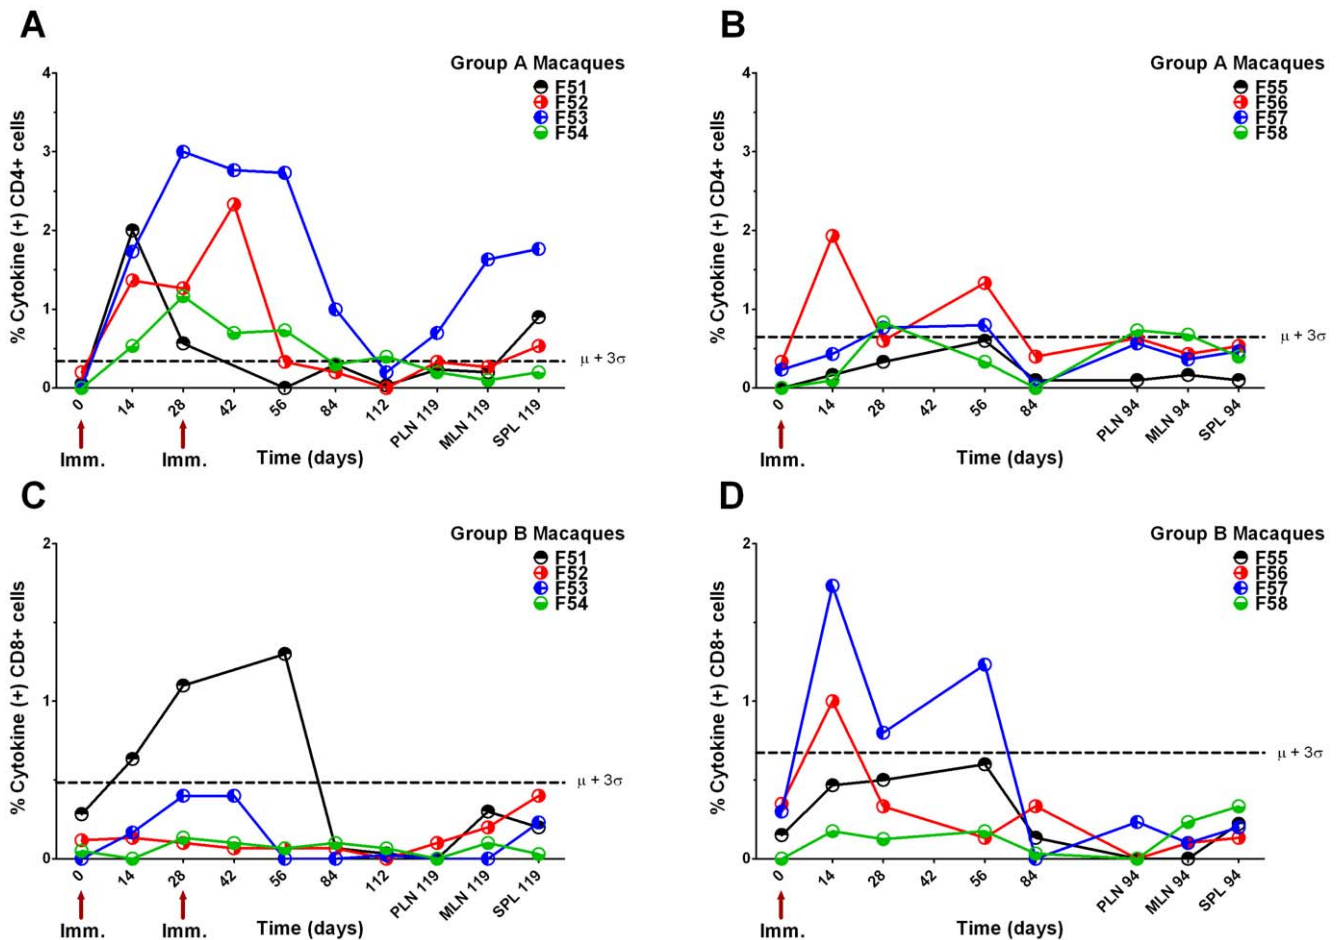 A
Group A Macaques
F51
F52
F53
F54
% Cytokine (+) CD4+ cells
4
3
2
1
0
μ + 3σ
0 14 28 42 56 84 112 PLN 119 MLN 119 SPL 119
Imm. Imm. Time (days)
B
Group A Macaques
F55
F56
F57
F58
% Cytokine (+) CD4+ cells
4
3
2
1
0
μ + 3σ
0 14 28 42 56 84 PLN 94 MLN 94 SPL 94
Imm. Time (days)
C
Group B Macaques
F51
F52
F53
F54
% Cytokine (+) CD8+ cells
2
1
0
μ + 3σ
0 14 28 42 56 84 112 PLN 119 MLN 119 SPL 119
Imm. Imm. Time (days)
D
Group B Macaques
F55
F56
F57
F58
% Cytokine (+) CD8+ cells
2
1
0
μ + 3σ
0 14 28 42 56 84 PLN 94 MLN 94 SPL 94
Imm. Time (days)